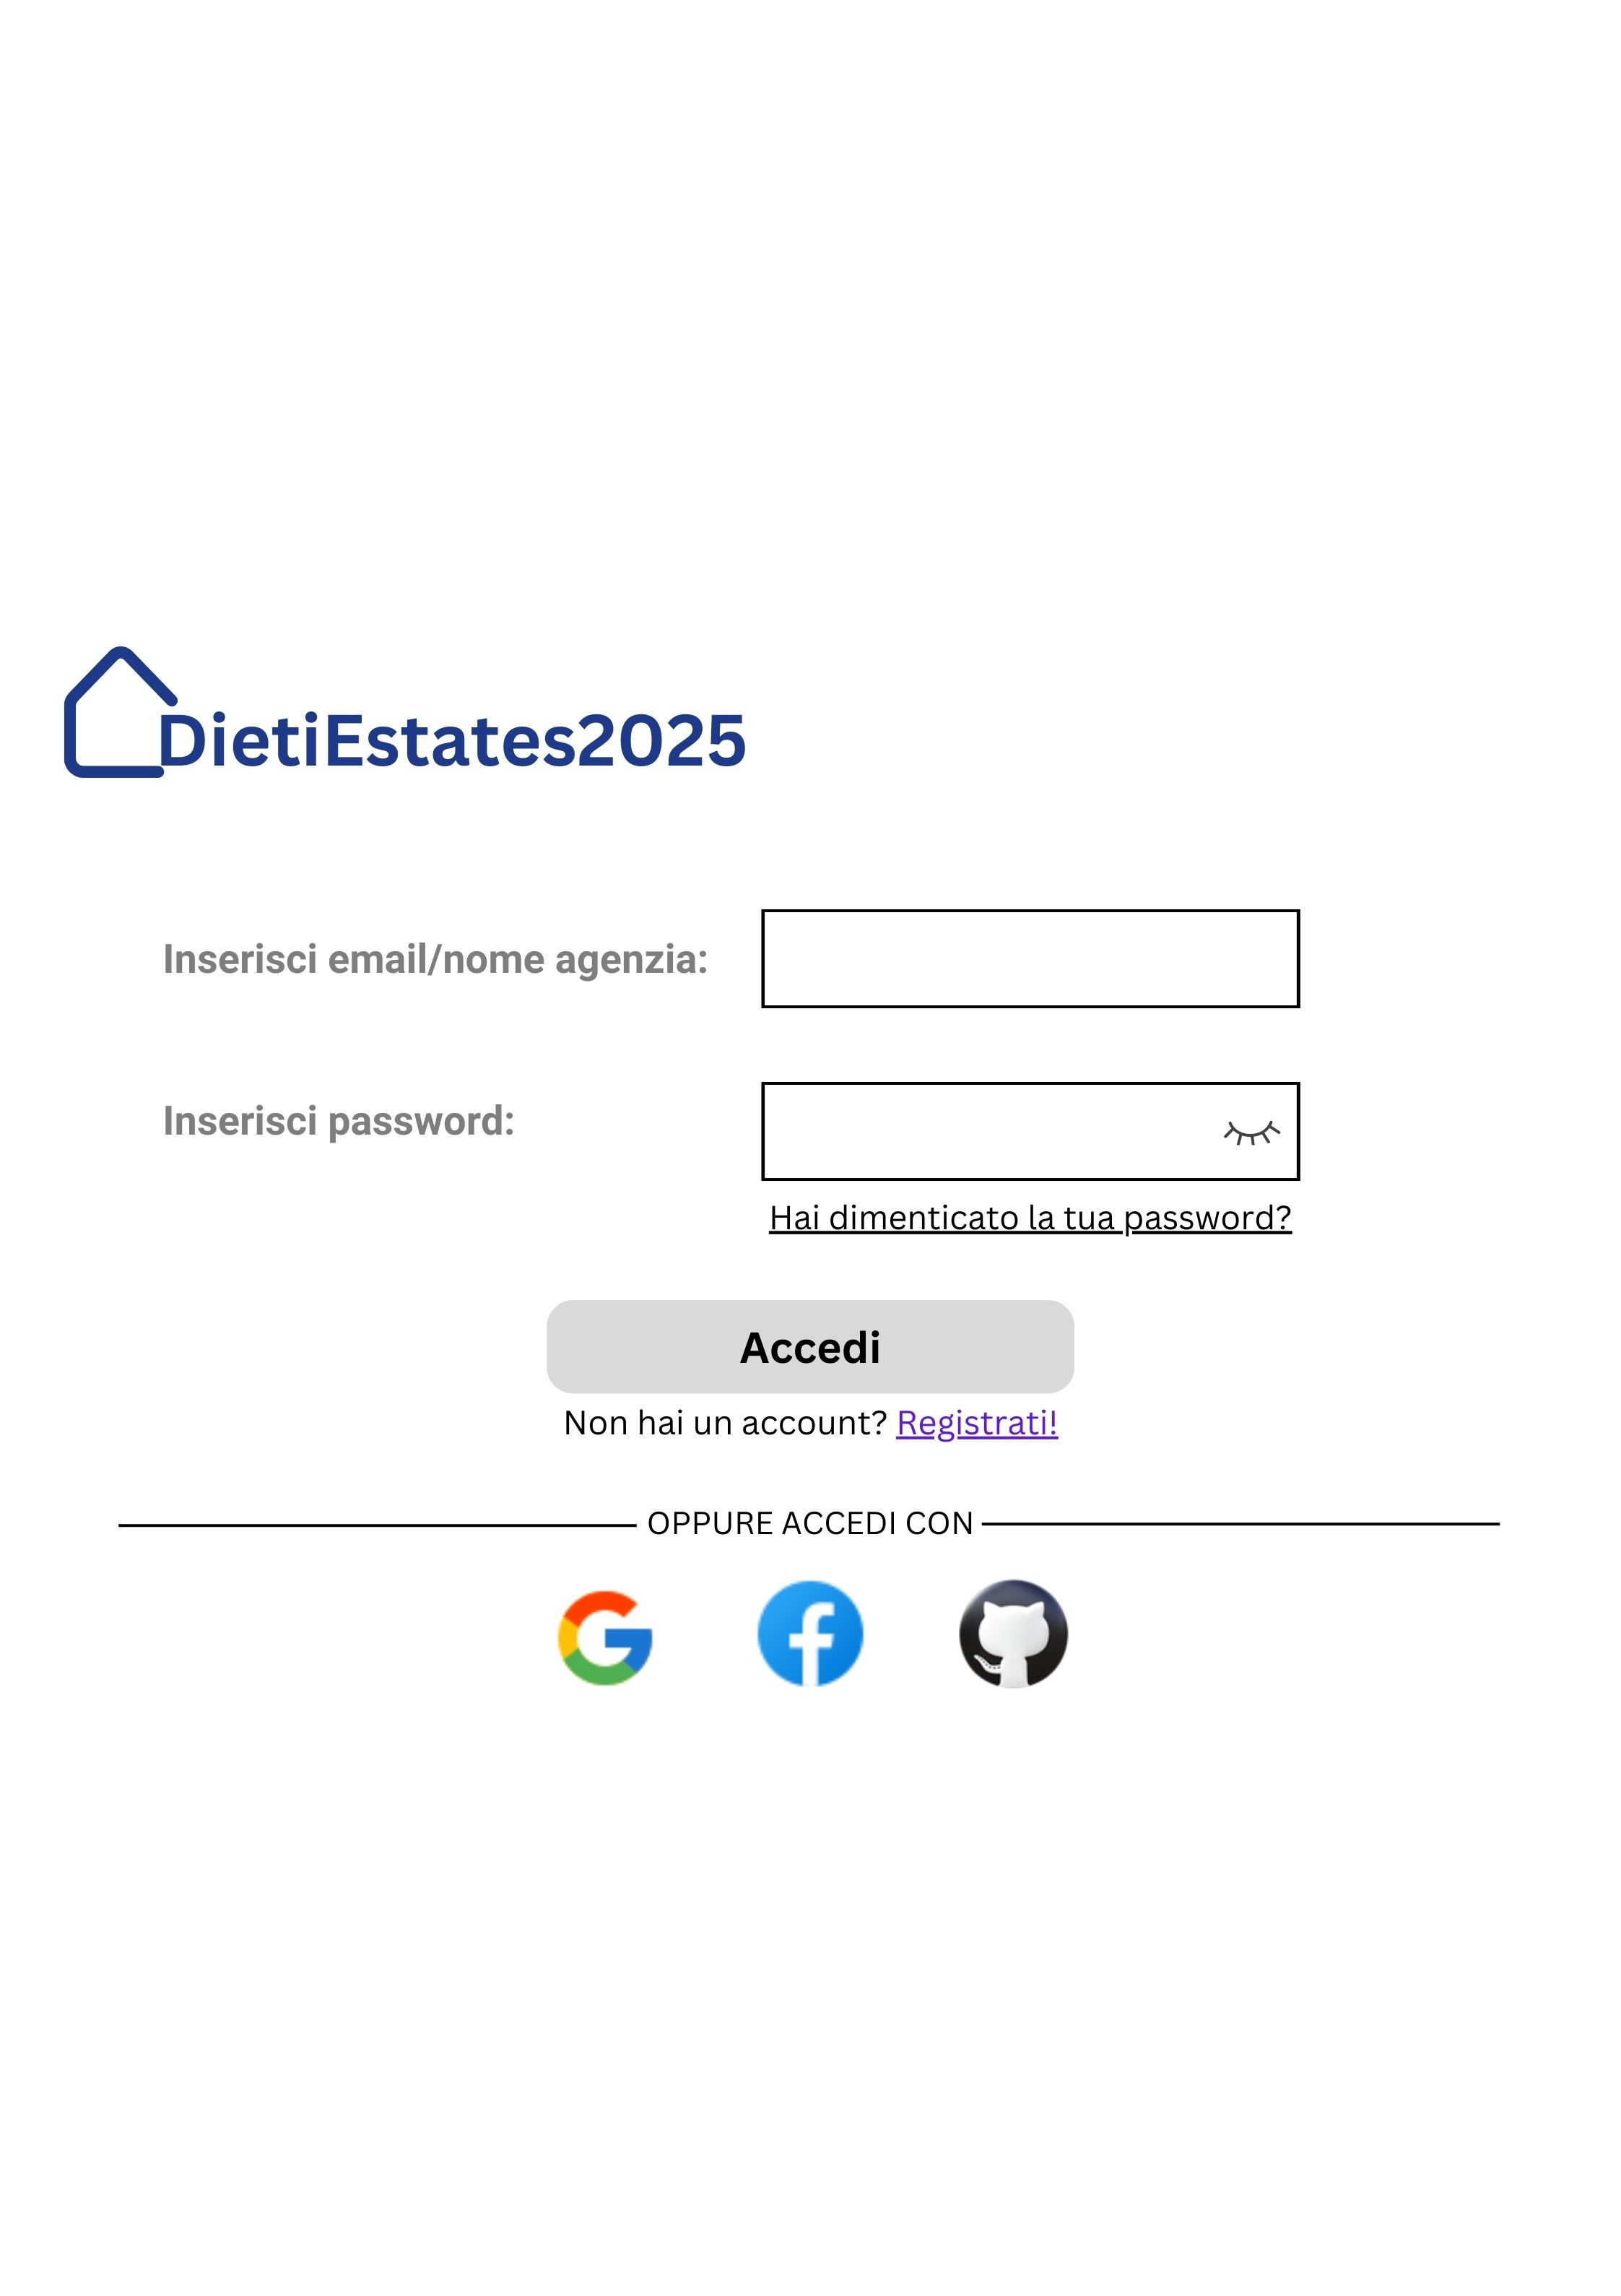 DietiEstates2025
Inserisci email/nome agenzia:
Inserisci password:
Hai dimenticato la tua password?
Accedi
Non hai un account? Registrati!
OPPURE ACCEDI CON